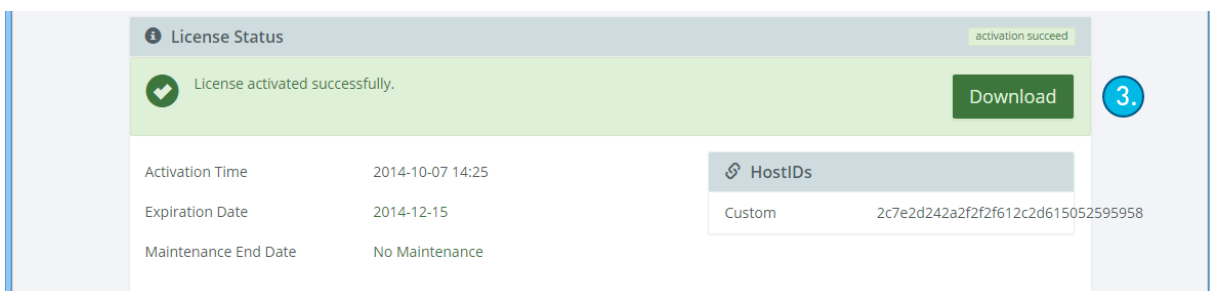 License Status
activation succeed
License activated successfully.
Download
3.
Activation Time 2014-10-07 14:25
Expiration Date 2014-12-15
Maintenance End Date No Maintenance
HostIDs
Custom 2c7e2d242a2f2f2f612c2d615052595958